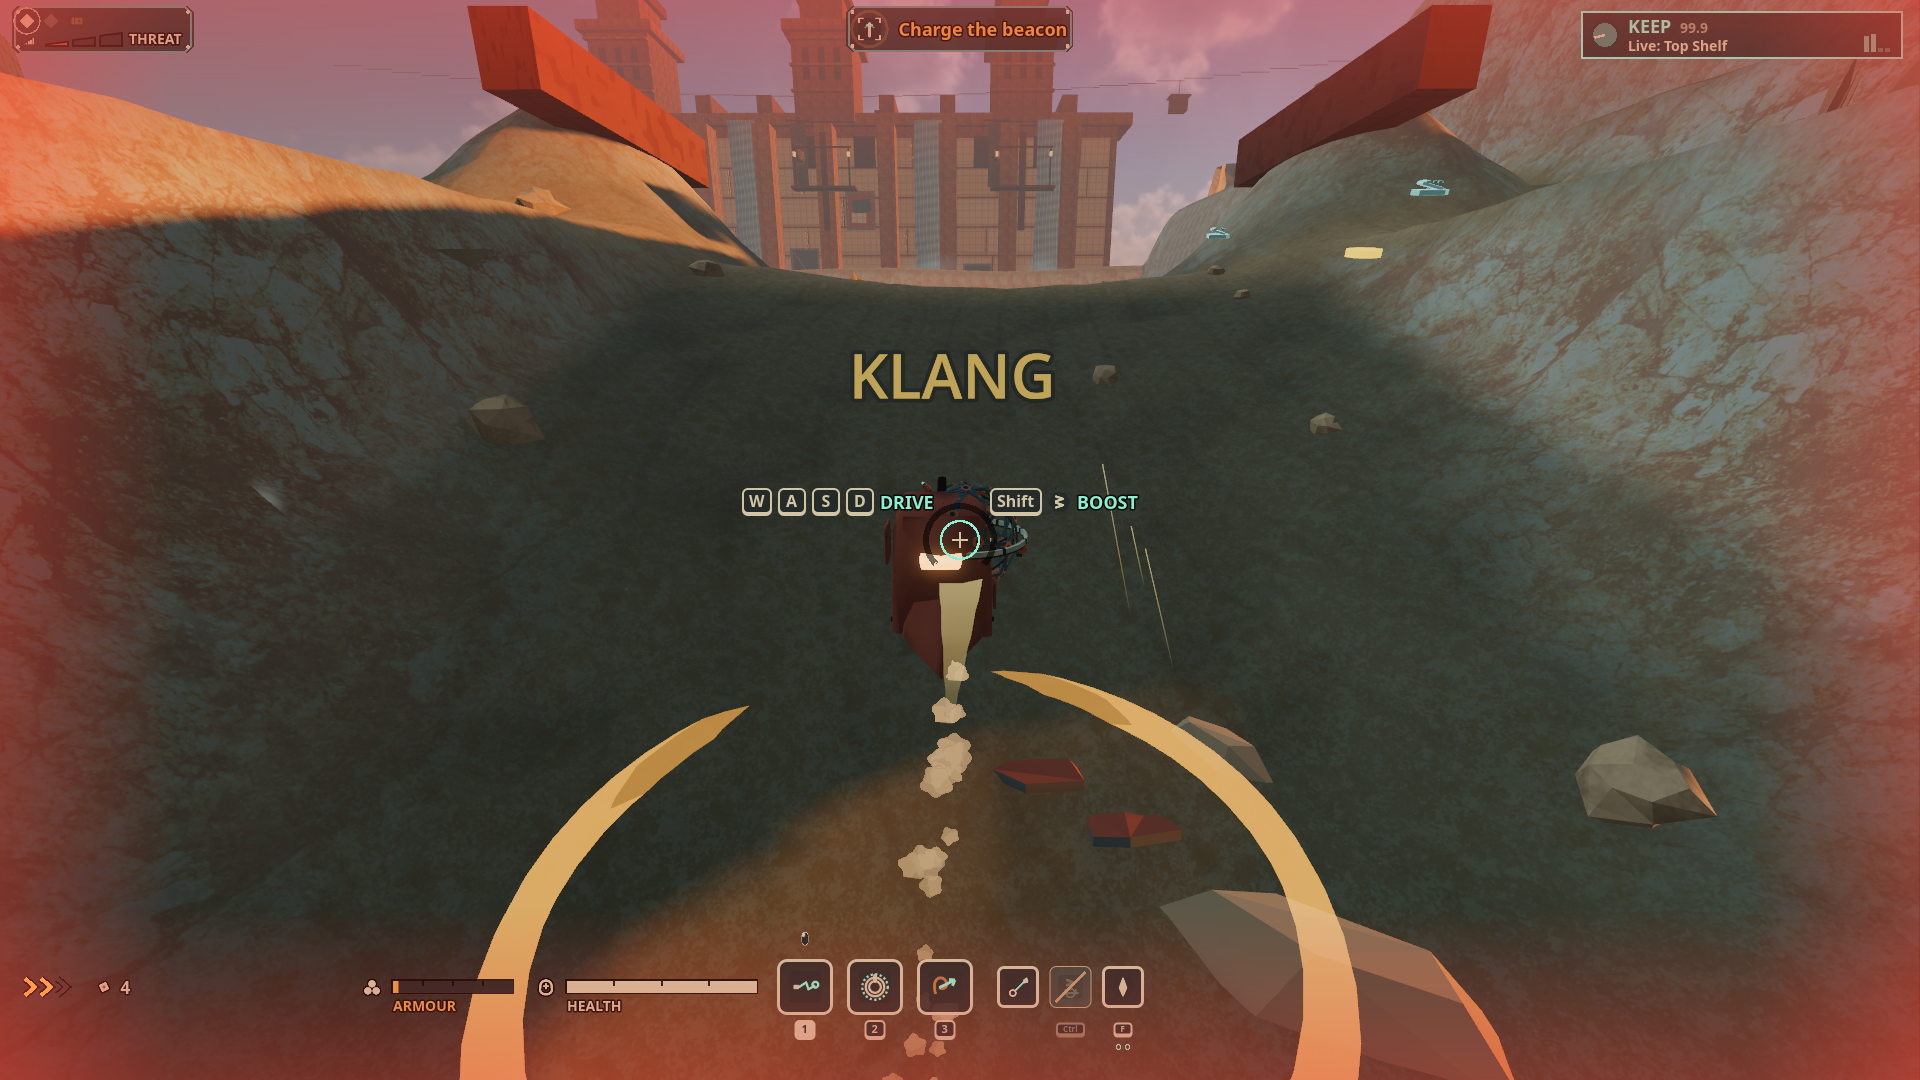 THREAT
Charge the beacon
KEEP 99.9
Live: Top Shelf
KLANG
W A S D DRIVE Shift BOOST
4
ARMOUR
HEALTH
1 2 3 Ctrl F